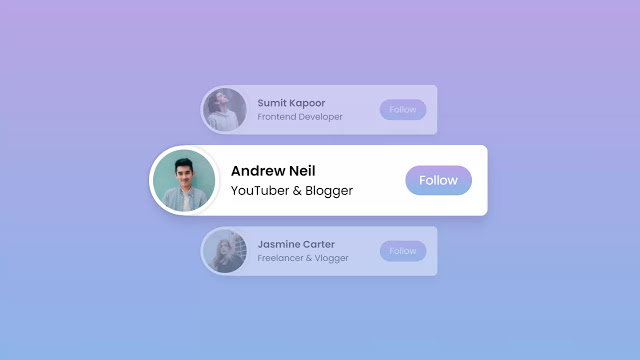 Sumit Kapoor
Frontend Developer
Follow
Andrew Neil
YouTuber & Blogger
Follow
Jasmine Carter
Freelancer & Vlogger
Follow